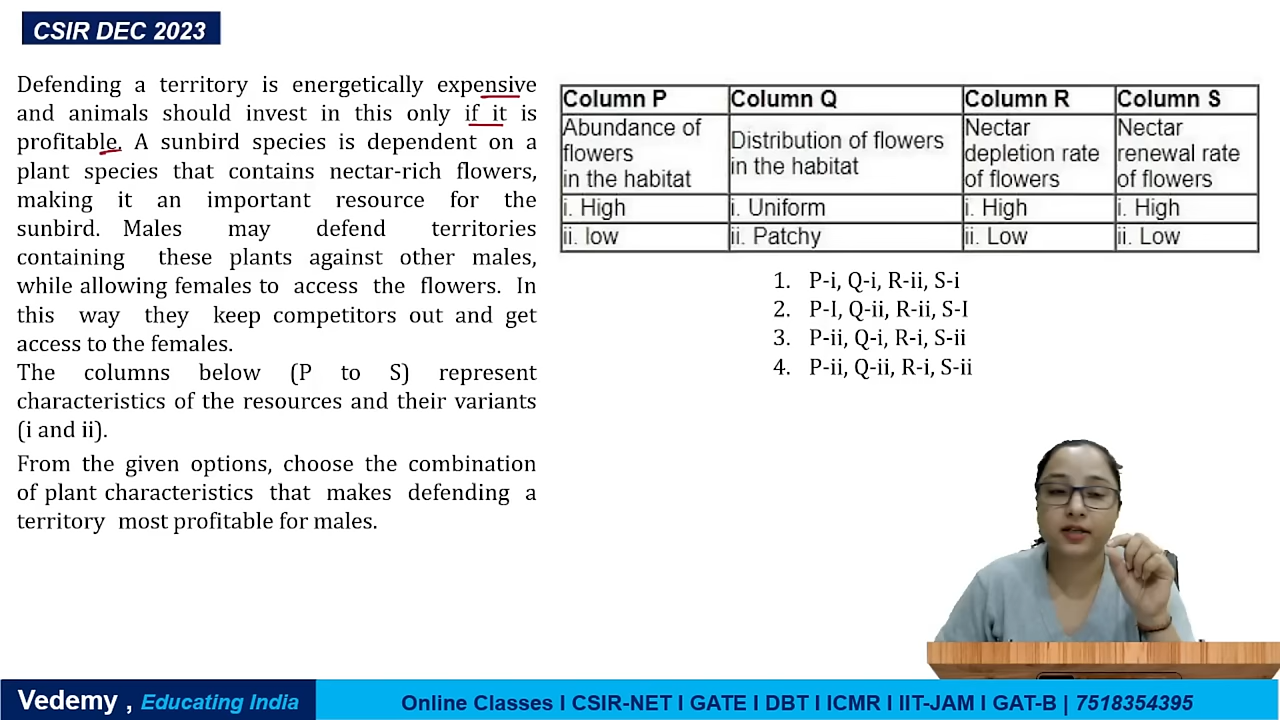 CSIR DEC 2023
Defending a territory is energetically expensive
and animals should invest in this only if it is
profitable. A sunbird species is dependent on a
plant species that contains nectar-rich flowers,
making it an important resource for the
sunbird. Males may defend territories
containing these plants against other males,
while allowing females to access the flowers. In
this way they keep competitors out and get
access to the females.
The columns below (P to S) represent
characteristics of the resources and their variants
(i and ii).
From the given options, choose the combination
of plant characteristics that makes defending a
territory most profitable for males.
Column P Column Q Column R Column S
Abundance of flowers in the habitat Distribution of flowers in the habitat Nectar depletion rate of flowers Nectar renewal rate of flowers
i. High i. Uniform i. High i. High
ii. low ii. Patchy ii. Low ii. Low
1. P-i, Q-i, R-ii, S-i
2. P-I, Q-ii, R-ii, S-I
3. P-ii, Q-i, R-i, S-ii
4. P-ii, Q-ii, R-i, S-ii
Vedemy , Educating India
Online Classes I CSIR-NET I GATE I DBT I ICMR I IIT-JAM I GAT-B | 7518354395